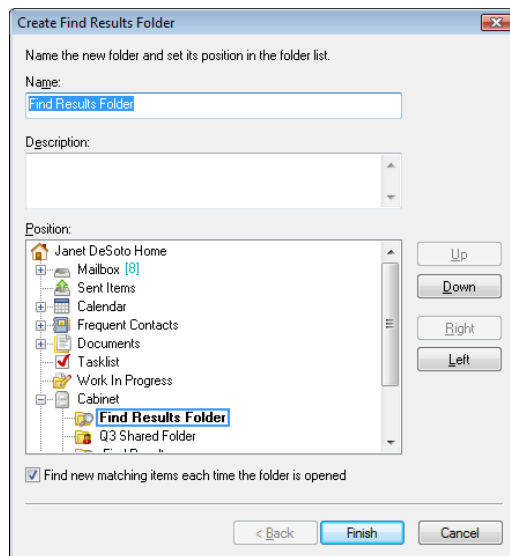 Create Find Results Folder
Name the new folder and set its position in the folder list.
Name:
Find Results Folder
Description:
Position:
Janet DeSoto Home
Mailbox [8]
Sent Items
Calendar
Frequent Contacts
Documents
Tasklist
Work In Progress
Cabinet
Find Results Folder
Q3 Shared Folder
Up
Down
Right
Left
Find new matching items each time the folder is opened
< Back
Finish
Cancel